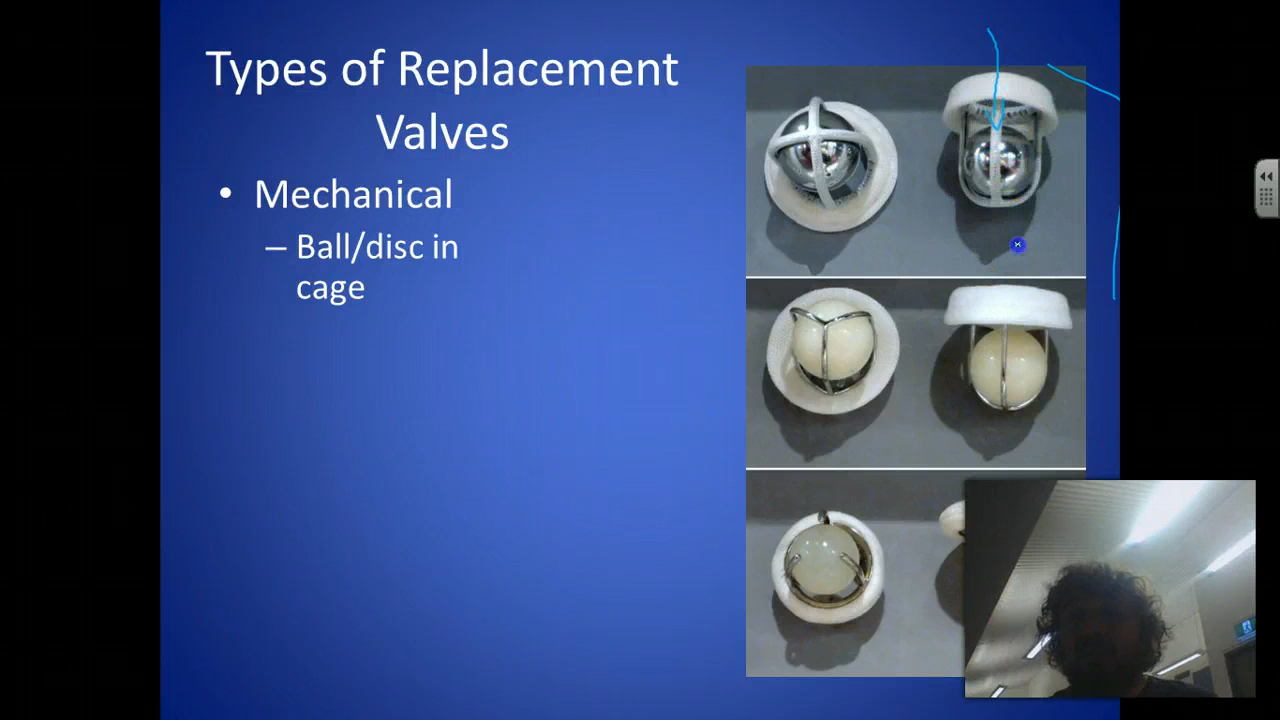 Types of Replacement
Valves
• Mechanical
– Ball/disc in
cage